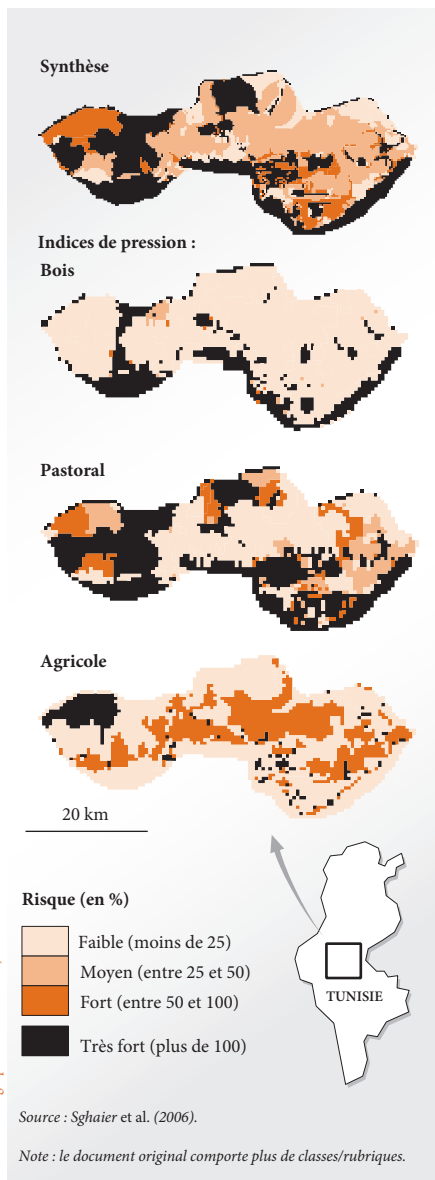 Synthèse
Indices de pression :
Bois
Pastoral
Agricole
20 km
Risque (en %)
Faible (moins de 25)
Moyen (entre 25 et 50)
Fort (entre 50 et 100)
Très fort (plus de 100)
TUNISIE
Source : Sghaier et al. (2006).
Note : le document original comporte plus de classes/rubriques.